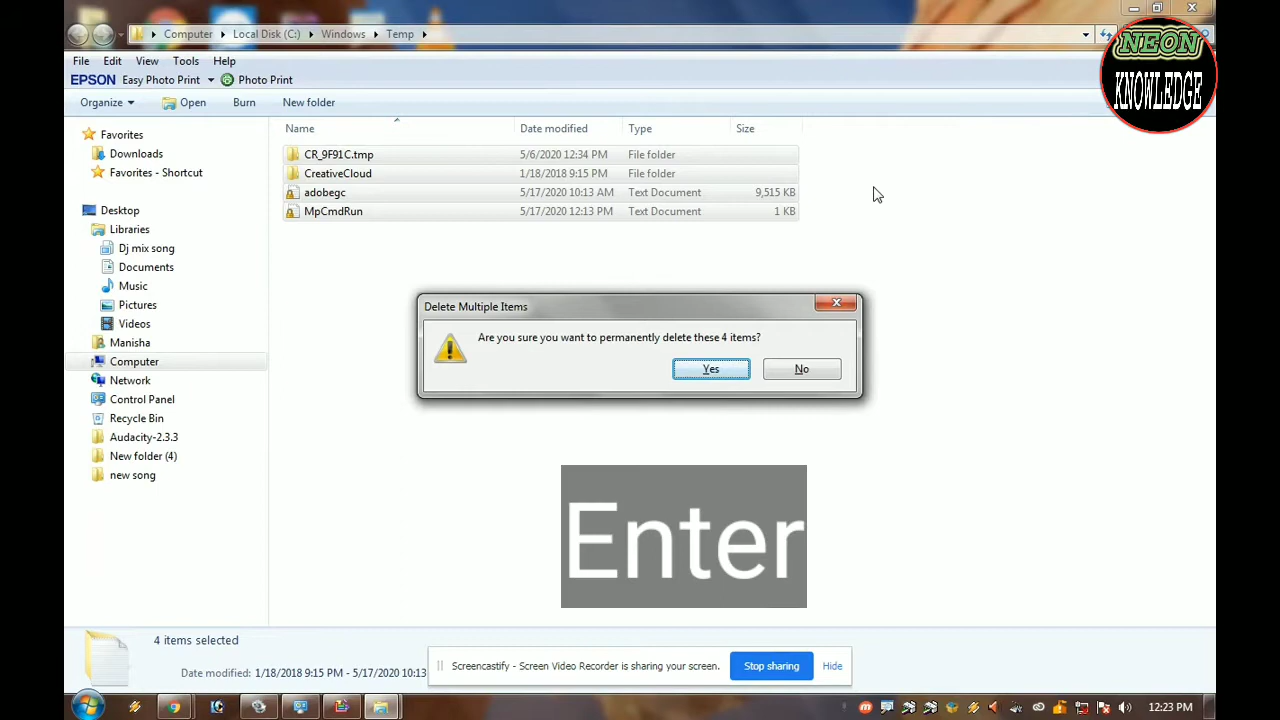 NEON
KNOWLEDGE
Computer Local Disk (C:) Windows Temp
File Edit View Tools Help
EPSON Easy Photo Print Photo Print
Organize Open Burn New folder
Name Date modified Type Size
CR_9F91C.tmp 5/6/2020 12:34 PM File folder
CreativeCloud 1/18/2018 9:15 PM File folder
adobegc 5/17/2020 10:13 AM Text Document 9,515 KB
MpCmdRun 5/17/2020 12:13 PM Text Document 1 KB
Favorites
Downloads
Favorites - Shortcut
Desktop
Libraries
Dj mix song
Documents
Music
Pictures
Videos
Manisha
Computer
Network
Control Panel
Recycle Bin
Audacity-2.3.3
New folder (4)
new song
Delete Multiple Items
Are you sure you want to permanently delete these 4 items?
Yes No
Enter
4 items selected
Date modified: 1/18/2018 9:15 PM - 5/17/2020 10:13
Screencastify - Screen Video Recorder is sharing your screen. Stop sharing Hide
12:23 PM